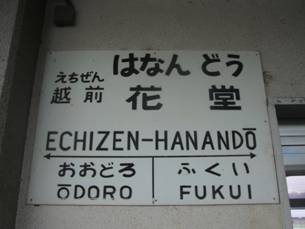 はなんどう
えちぜん
越前 花堂
ECHIZEN-HANANDŌ
おおどろ ふくい
ŌDORO FUKUI